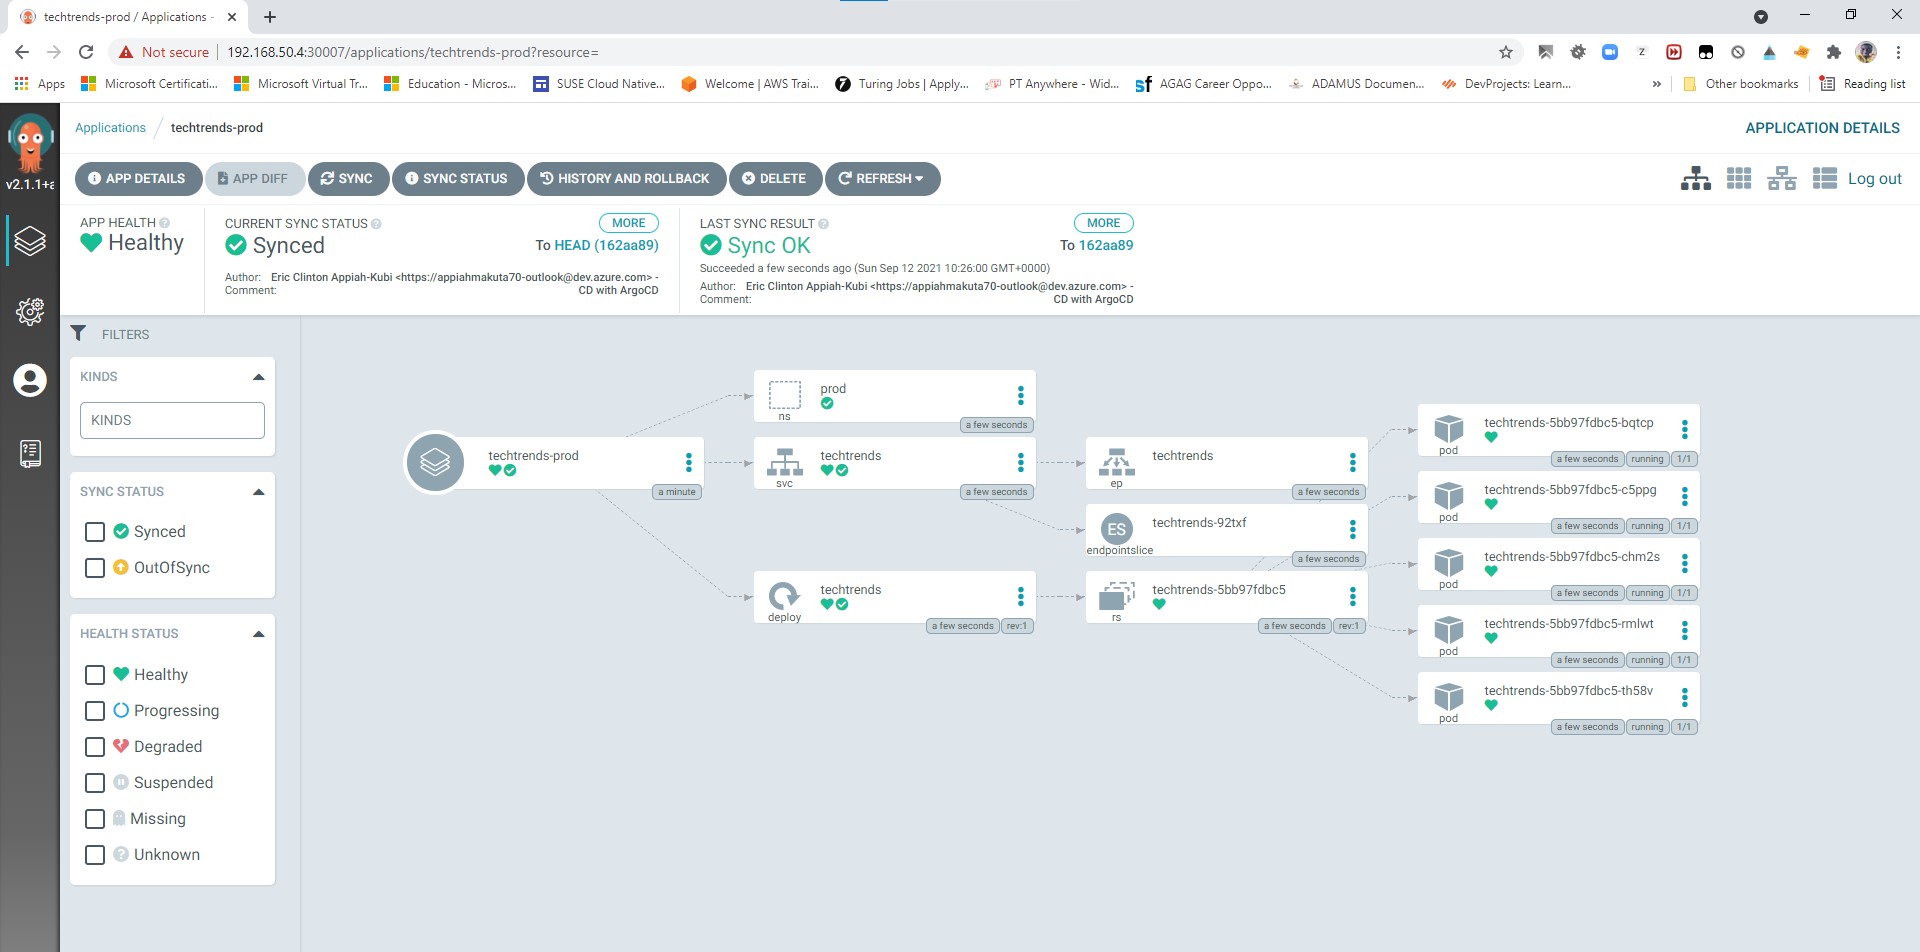 techtrends-prod / Applications -
Not secure
192.168.50.4:30007/applications/techtrends-prod?resource=
Apps
Microsoft Certificati...
Microsoft Virtual Tr...
Education - Micros...
SUSE Cloud Native...
Welcome | AWS Trai...
Turing Jobs | Apply...
PT Anywhere - Wid...
AGAG Career Oppo...
ADAMUS Documen...
DevProjects: Learn...
»
Other bookmarks
Reading list
v2.1.1+a
Applications / techtrends-prod
APPLICATION DETAILS
APP DETAILS
APP DIFF
SYNC
SYNC STATUS
HISTORY AND ROLLBACK
DELETE
REFRESH
Log out
APP HEALTH
Healthy
CURRENT SYNC STATUS
MORE
Synced
To HEAD (162aa89)
Author: Eric Clinton Appiah-Kubi <https://appiahmakuta70-outlook@dev.azure.com> -
Comment: CD with ArgoCD
LAST SYNC RESULT
MORE
Sync OK
To 162aa89
Succeeded a few seconds ago (Sun Sep 12 2021 10:26:00 GMT+0000)
Author: Eric Clinton Appiah-Kubi <https://appiahmakuta70-outlook@dev.azure.com> -
Comment: CD with ArgoCD
FILTERS
KINDS
KINDS
SYNC STATUS
Synced
OutOfSync
HEALTH STATUS
Healthy
Progressing
Degraded
Suspended
Missing
Unknown
techtrends-prod
a minute
prod
ns
a few seconds
techtrends
svc
a few seconds
techtrends
deploy
a few seconds
rev:1
techtrends
ep
a few seconds
ES
techtrends-92txf
endpointslice
a few seconds
techtrends-5bb97fdbc5
rs
a few seconds
rev:1
techtrends-5bb97fdbc5-bqtcp
pod
a few seconds
running
1/1
techtrends-5bb97fdbc5-c5ppg
pod
a few seconds
running
1/1
techtrends-5bb97fdbc5-chm2s
pod
a few seconds
running
1/1
techtrends-5bb97fdbc5-rmlwt
pod
a few seconds
running
1/1
techtrends-5bb97fdbc5-th58v
pod
a few seconds
running
1/1